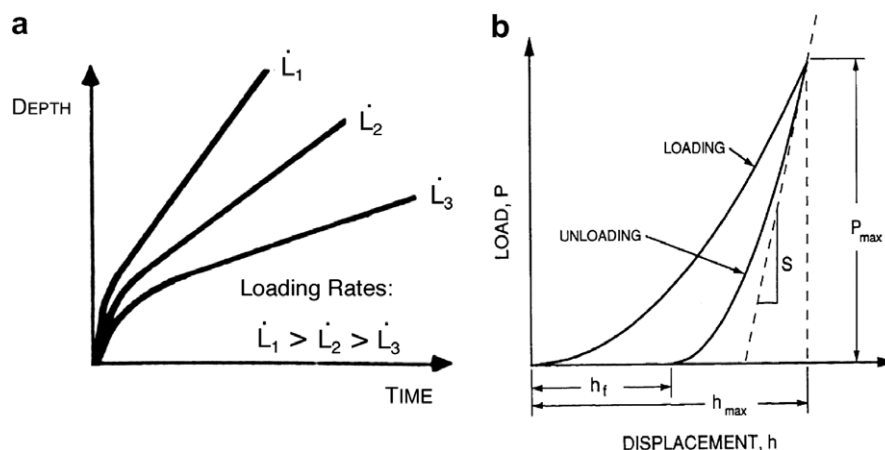 a
DEPTH
L̇₁
L̇₂
L̇₃
Loading Rates:
L̇₁ > L̇₂ > L̇₃
TIME
b
LOAD, P
LOADING
UNLOADING
S
Pmax
hf
hmax
DISPLACEMENT, h